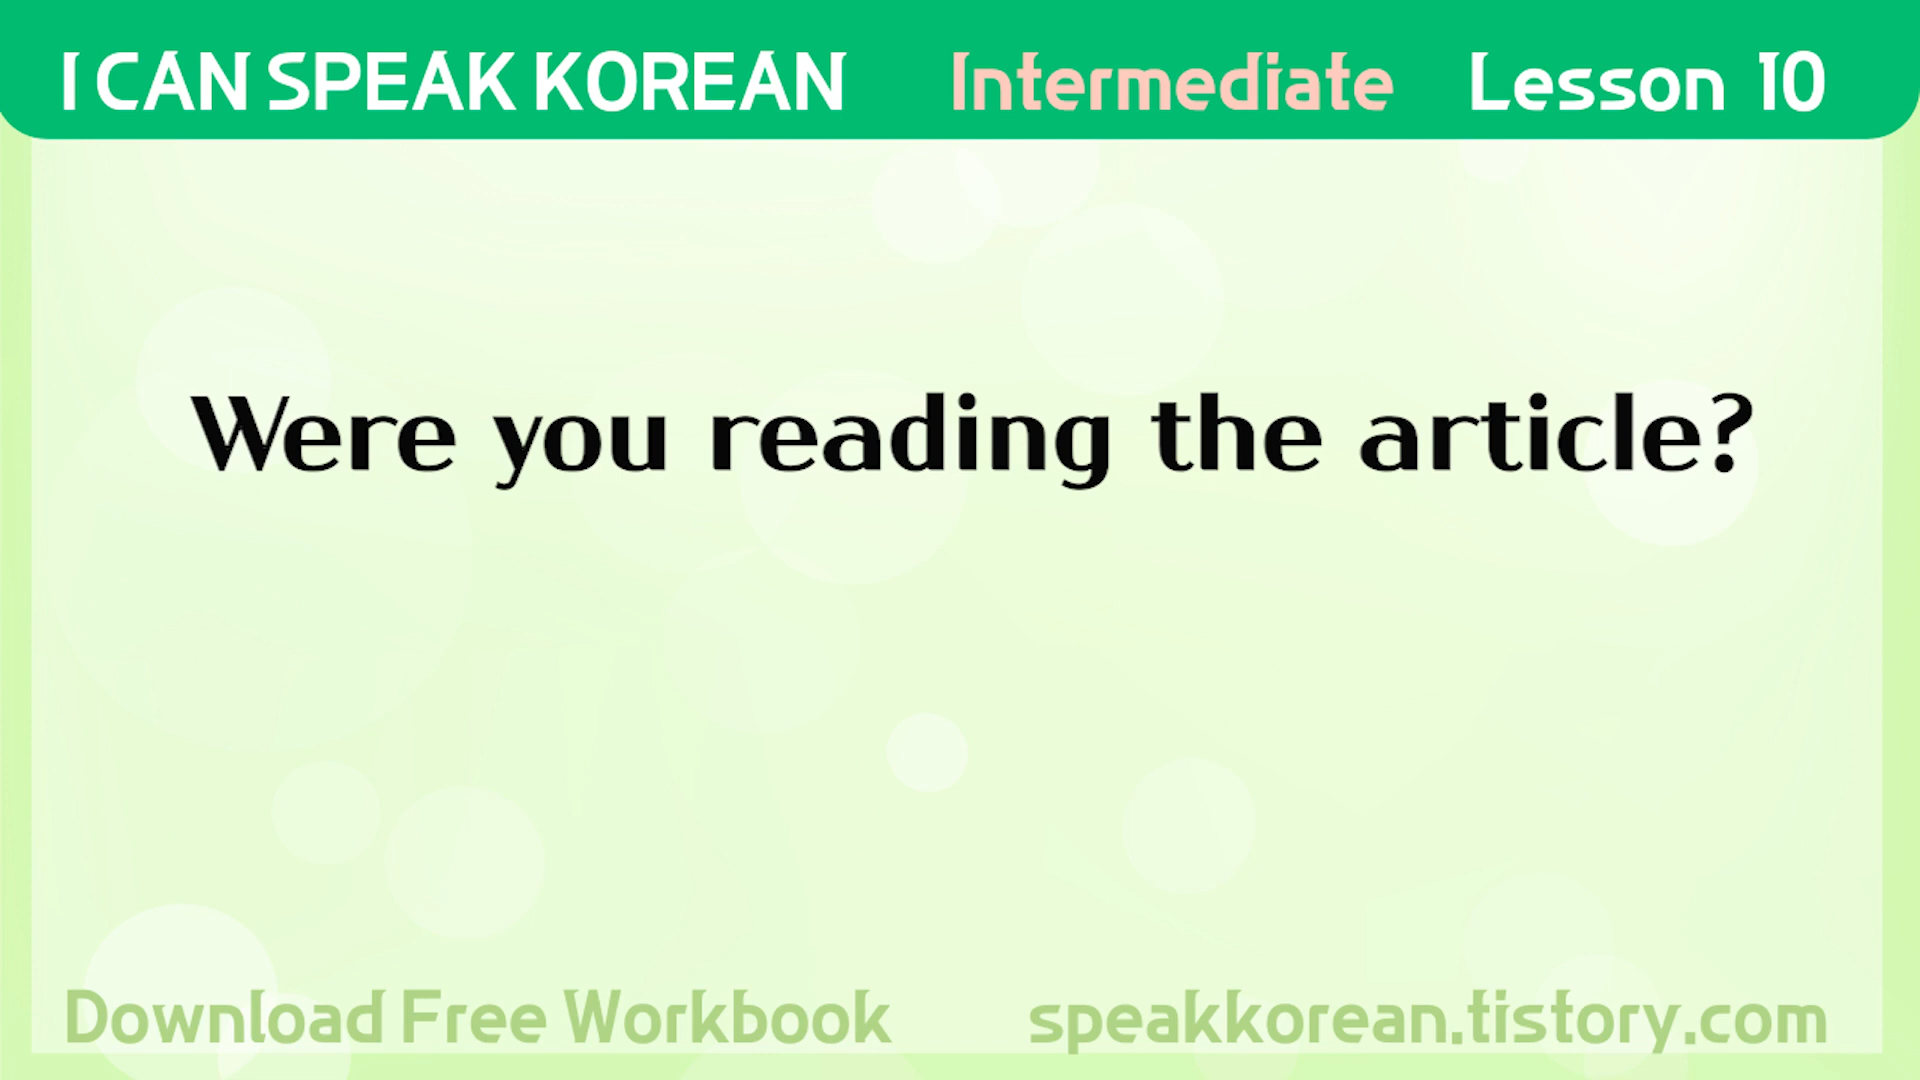 I CAN SPEAK KOREAN Intermediate Lesson 10
Were you reading the article?
Download Free Workbook speakkorean.tistory.com